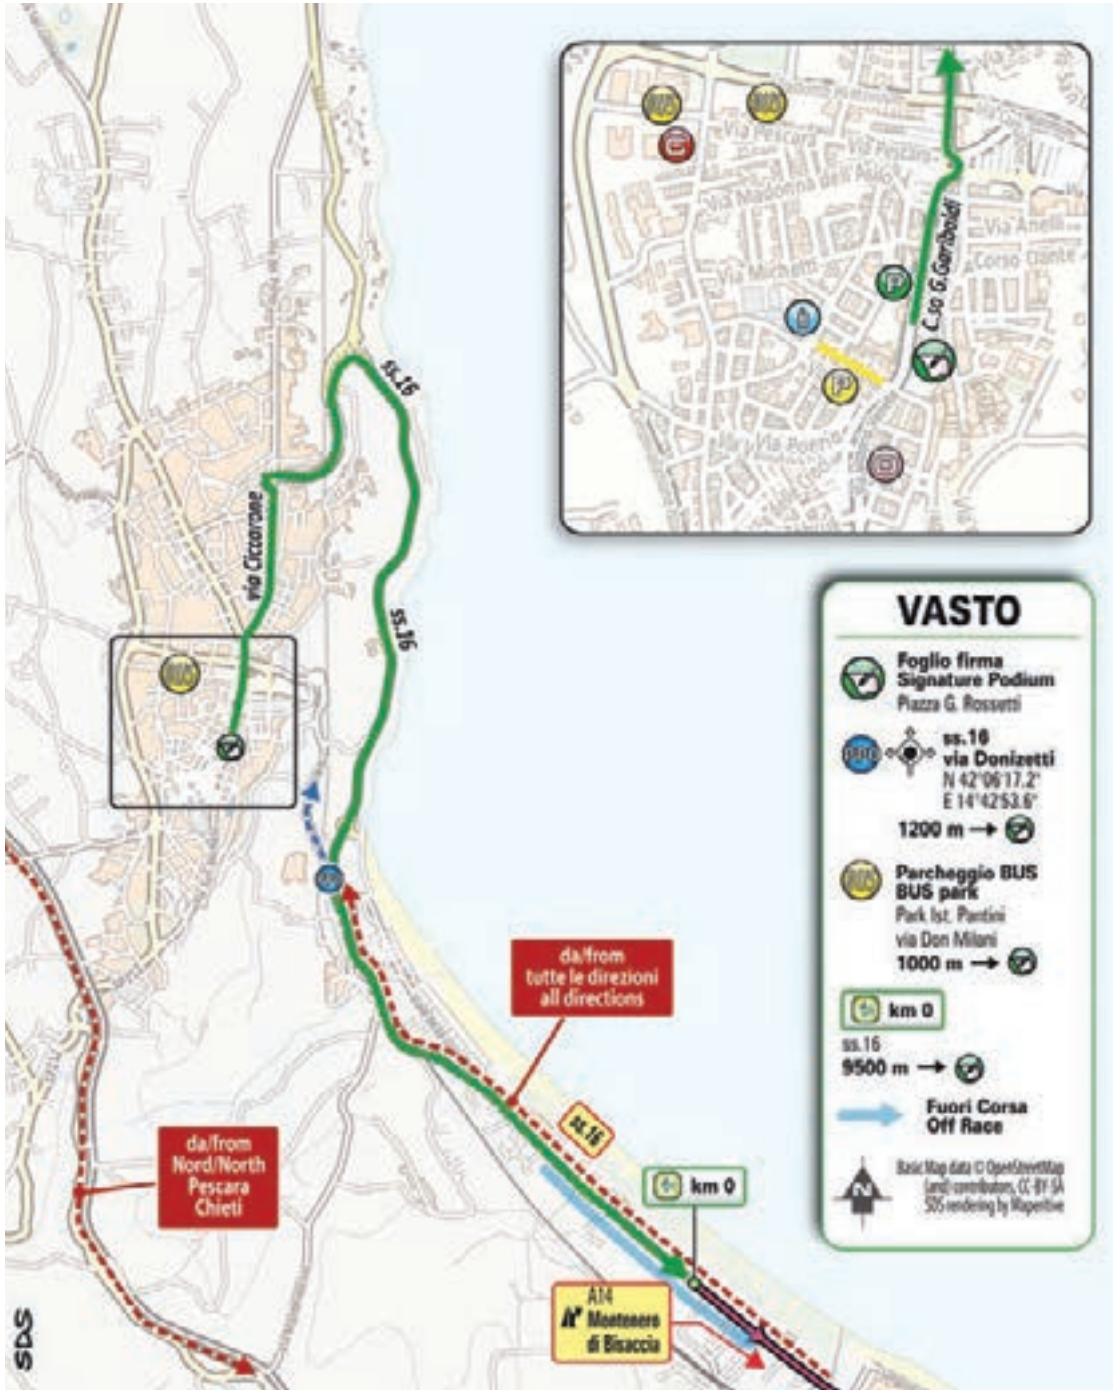 BUS
BUS
Via Pescara
Via Pescara
Via Madonna dell'Asilo
C.so G.Garibaldi
Via Anelli
Corso Dante
Via Michetti
P
P
ss.16
via Ciccarone
ss.16
BUS
VASTO
Foglio firma
Signature Podium
Piazza G. Rossetti
ss.16
via Donizetti
N 42°06'17.2"
E 14°42'53.6"
1200 m
BUS
Parcheggio BUS
BUS park
Park Ist. Pantini
via Don Milani
1000 m
km 0
ss.16
9500 m
Fuori Corsa
Off Race
N
Basic Map data © OpenStreetMap
(and) contributors, CC-BY-SA
SDS rendering by Maperitive
da/from
tutte le direzioni
all directions
ss.16
da/from
Nord/North
Pescara
Chieti
km 0
A14
Montenero
di Bisaccia
SDS